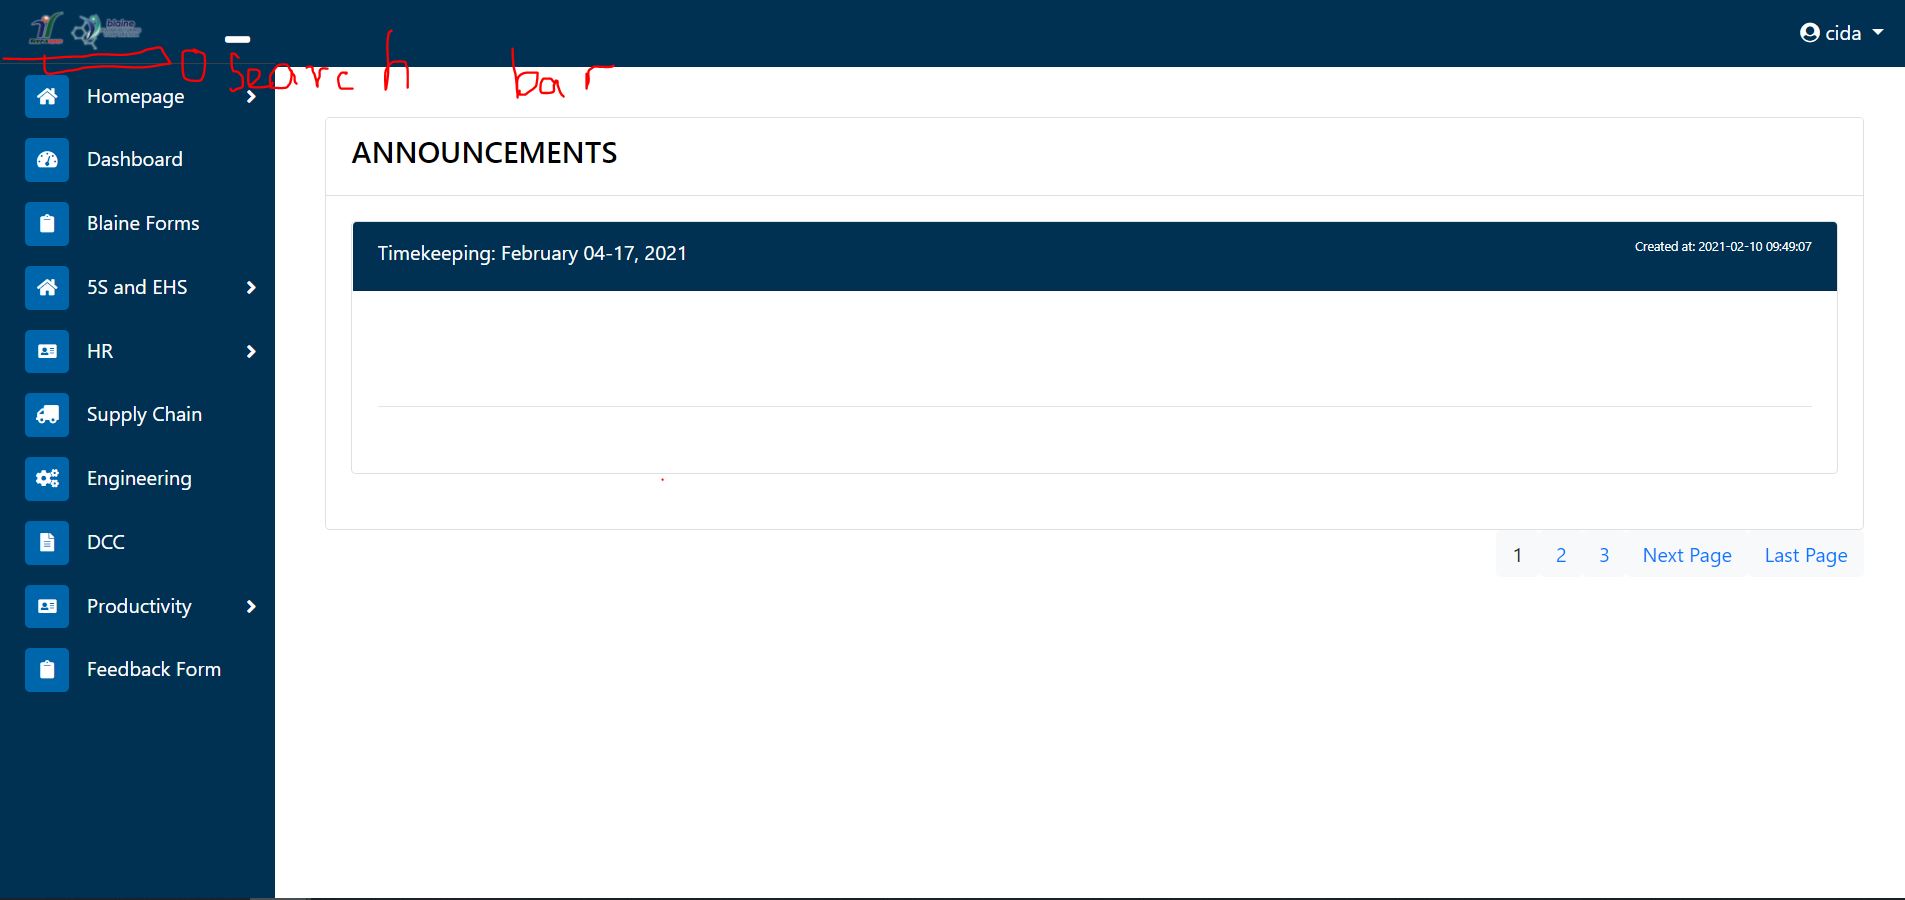 blaine
cida
Search bar
Homepage
Dashboard
Blaine Forms
5S and EHS
HR
Supply Chain
Engineering
DCC
Productivity
Feedback Form
ANNOUNCEMENTS
Timekeeping: February 04-17, 2021
Created at: 2021-02-10 09:49:07
1 2 3 Next Page Last Page